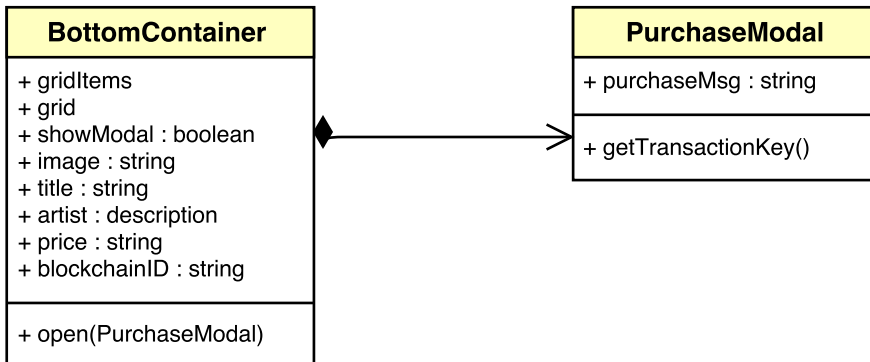 BottomContainer
+ gridItems
+ grid
+ showModal : boolean
+ image : string
+ title : string
+ artist : description
+ price : string
+ blockchainID : string
+ open(PurchaseModal)
PurchaseModal
+ purchaseMsg : string
+ getTransactionKey()